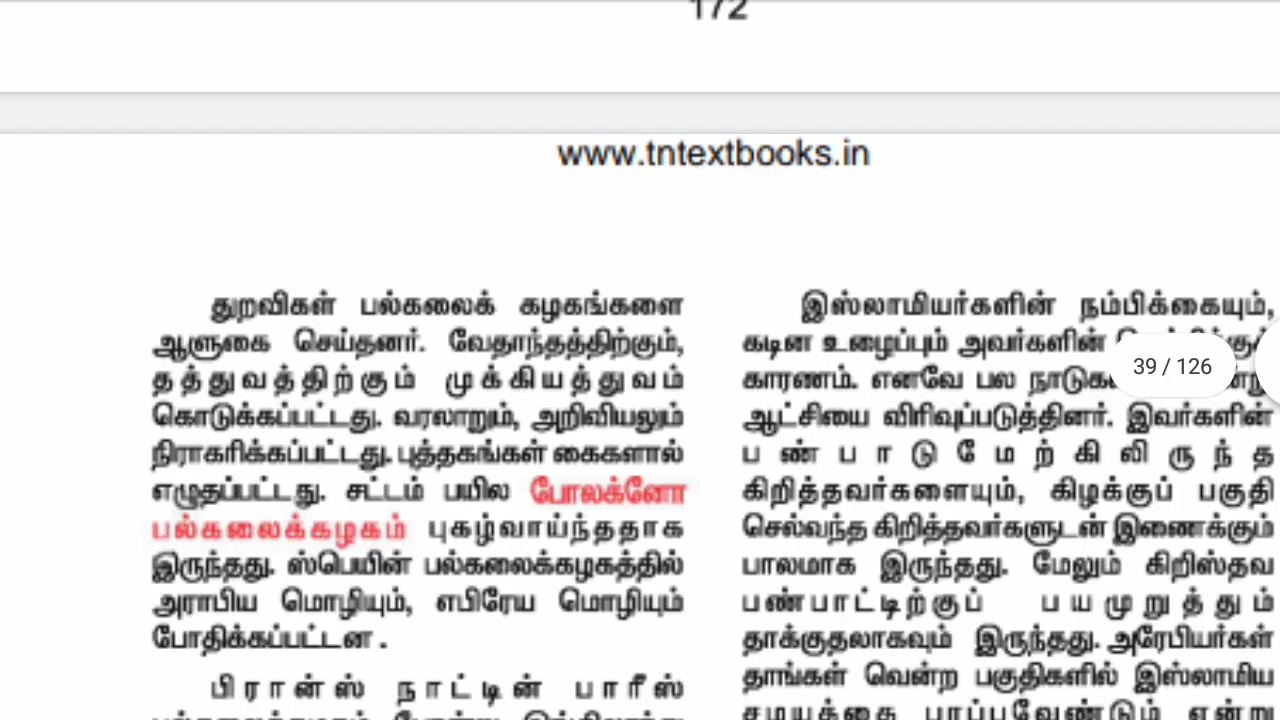 172
www.tntextbooks.in
துறவிகள் பல்கலைக் கழகங்களை
ஆளுகை செய்தனர். வேதாந்தத்திற்கும்,
தத்துவத்திற்கும் முக்கியத்துவம்
கொடுக்கப்பட்டது. வரலாறும், அறிவியலும்
நிராகரிக்கப்பட்டது. புத்தகங்கள் கைகளால்
எழுதப்பட்டது. சட்டம் பயில போலக்னோ
பல்கலைக்கழகம் புகழ்வாய்ந்ததாக
இருந்தது. ஸ்பெயின் பல்கலைக்கழகத்தில்
அராபிய மொழியும், எபிரேய மொழியும்
போதிக்கப்பட்டன.
பிரான்ஸ் நாட்டின் பாரீஸ்
இஸ்லாமியர்களின் நம்பிக்கையும்,
கடின உழைப்பும் அவர்களின்
காரணம். எனவே பல
39 / 126
ஆட்சியை விரிவுப்படுத்தினர். இவர்களின்
பண்பாடு மேற்கிலிருந்த
கிறித்தவர்களையும், கிழக்குப் பகுதி
செல்வந்த கிறித்தவர்களுடன் இணைக்கும்
பாலமாக இருந்தது. மேலும் கிறிஸ்தவ
பண்பாட்டிற்குப் பயமுறுத்தும்
தாக்குதலாகவும் இருந்தது. அரேபியர்கள்
தாங்கள் வென்ற பகுதிகளில் இஸ்லாமிய